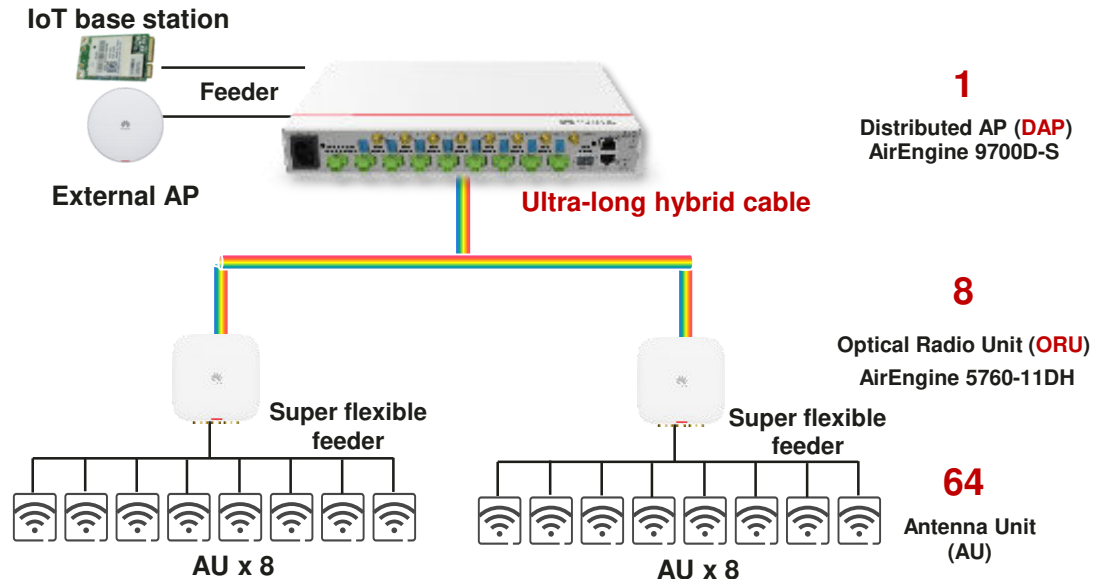 IoT base station
Feeder
External AP
1
Distributed AP (DAP)
AirEngine 9700D-S
Ultra-long hybrid cable
8
Optical Radio Unit (ORU)
AirEngine 5760-11DH
Super flexible
feeder
Super flexible
feeder
64
Antenna Unit
(AU)
AU x 8
AU x 8